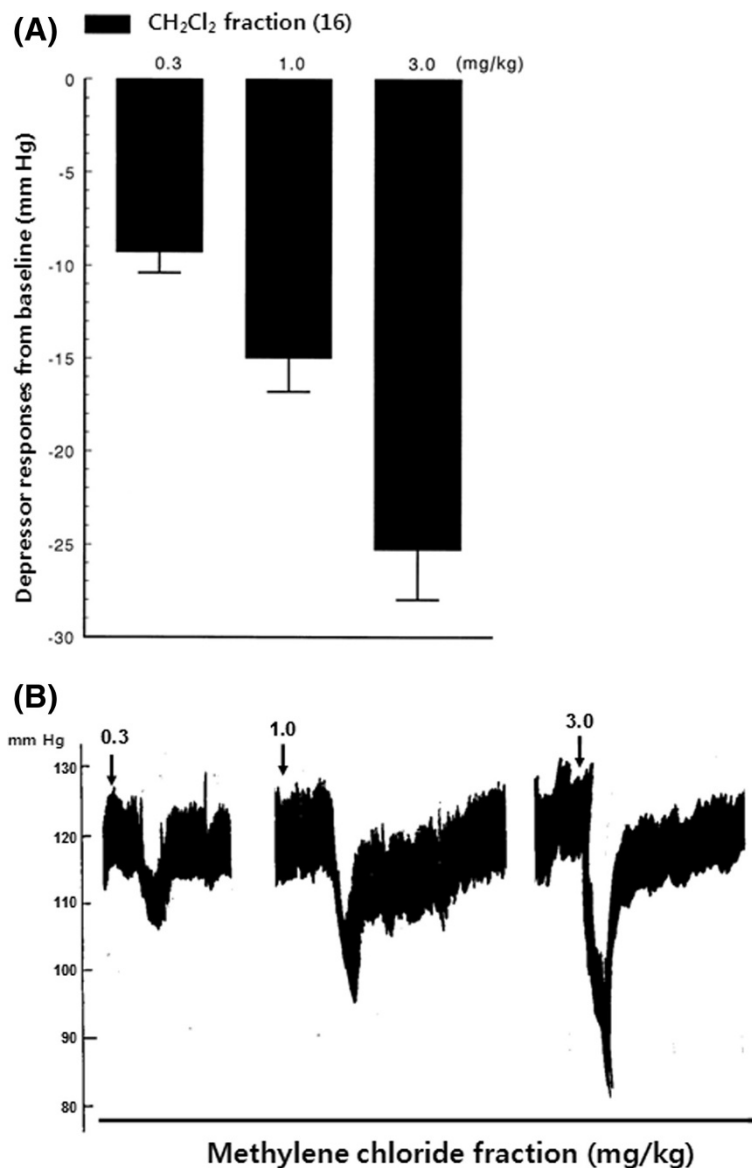 (A) CH₂Cl₂ fraction (16)
0.3 1.0 3.0 (mg/kg)
Depressor responses from baseline (mm Hg)
0
-5
-10
-15
-20
-25
-30
(B)
mm Hg 0.3 1.0 3.0
130
120
110
100
90
80
Methylene chloride fraction (mg/kg)